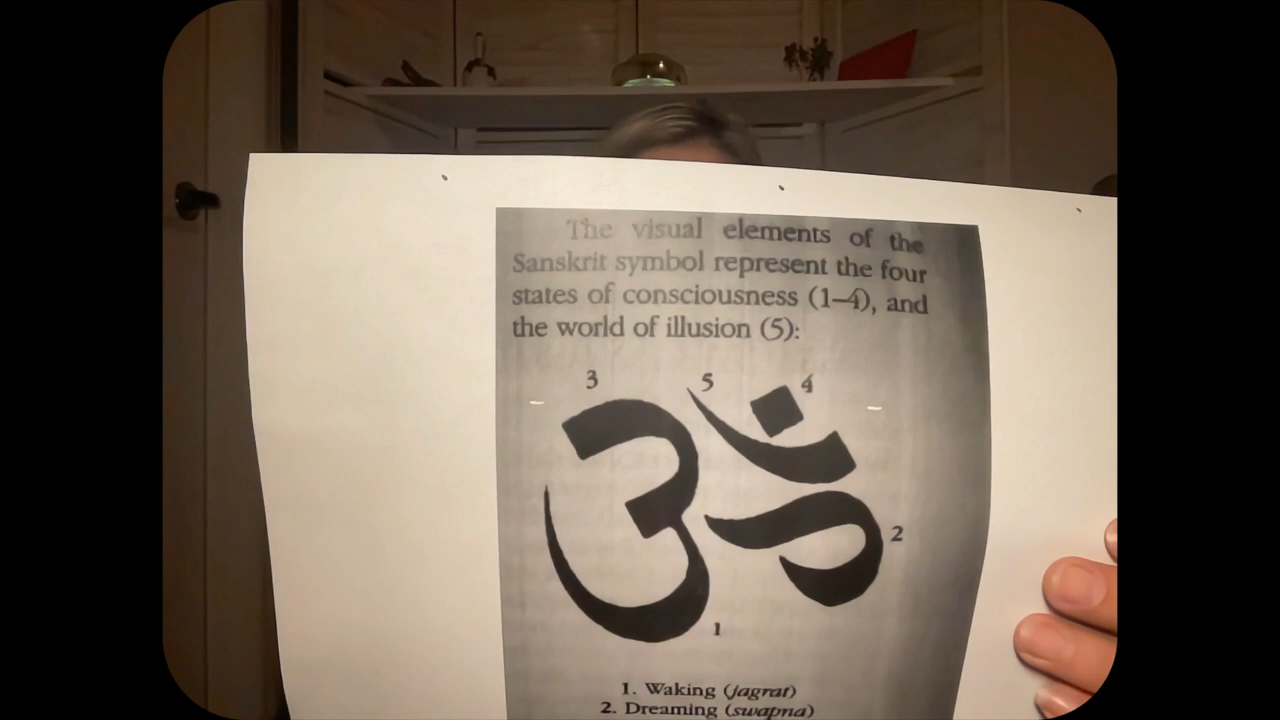 The visual elements of the
Sanskrit symbol represent the four
states of consciousness (1–4), and
the world of illusion (5):
3 5 4
ॐ
2
1
1. Waking (jagrat)
2. Dreaming (swapna)